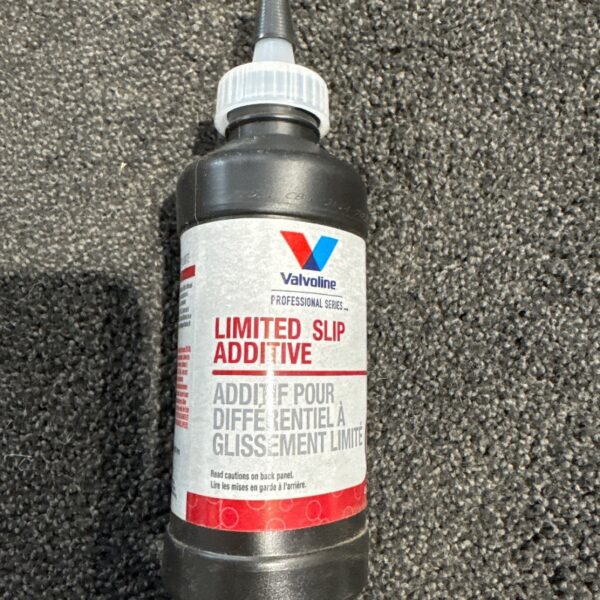 Valvoline
PROFESSIONAL SERIES
LIMITED SLIP
ADDITIVE
ADDITIF POUR
DIFFÉRENTIEL À
GLISSEMENT LIMITÉ
Read cautions on back panel.
Lire les mises en garde à l'arrière.